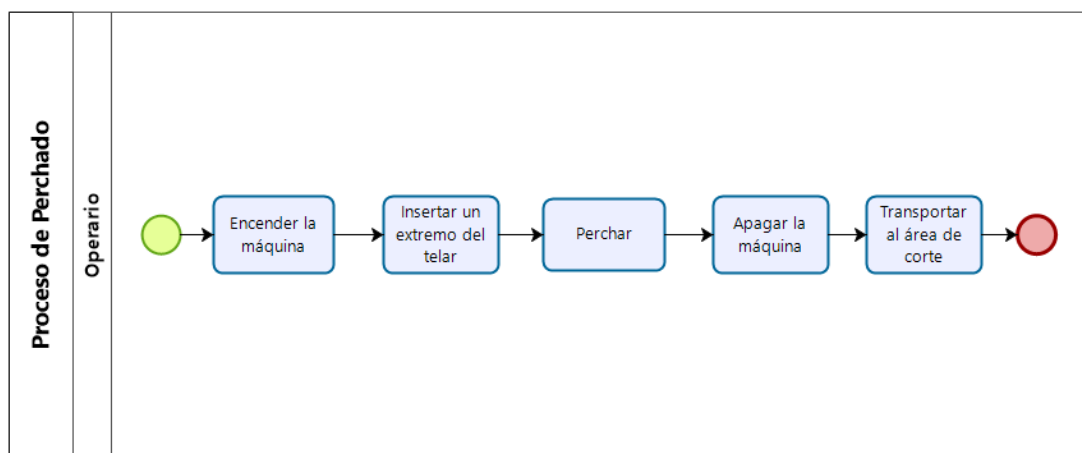 Proceso de Perchado
Operario
Encender la
máquina
Insertar un
extremo del
telar
Perchar
Apagar la
máquina
Transportar
al área de
corte